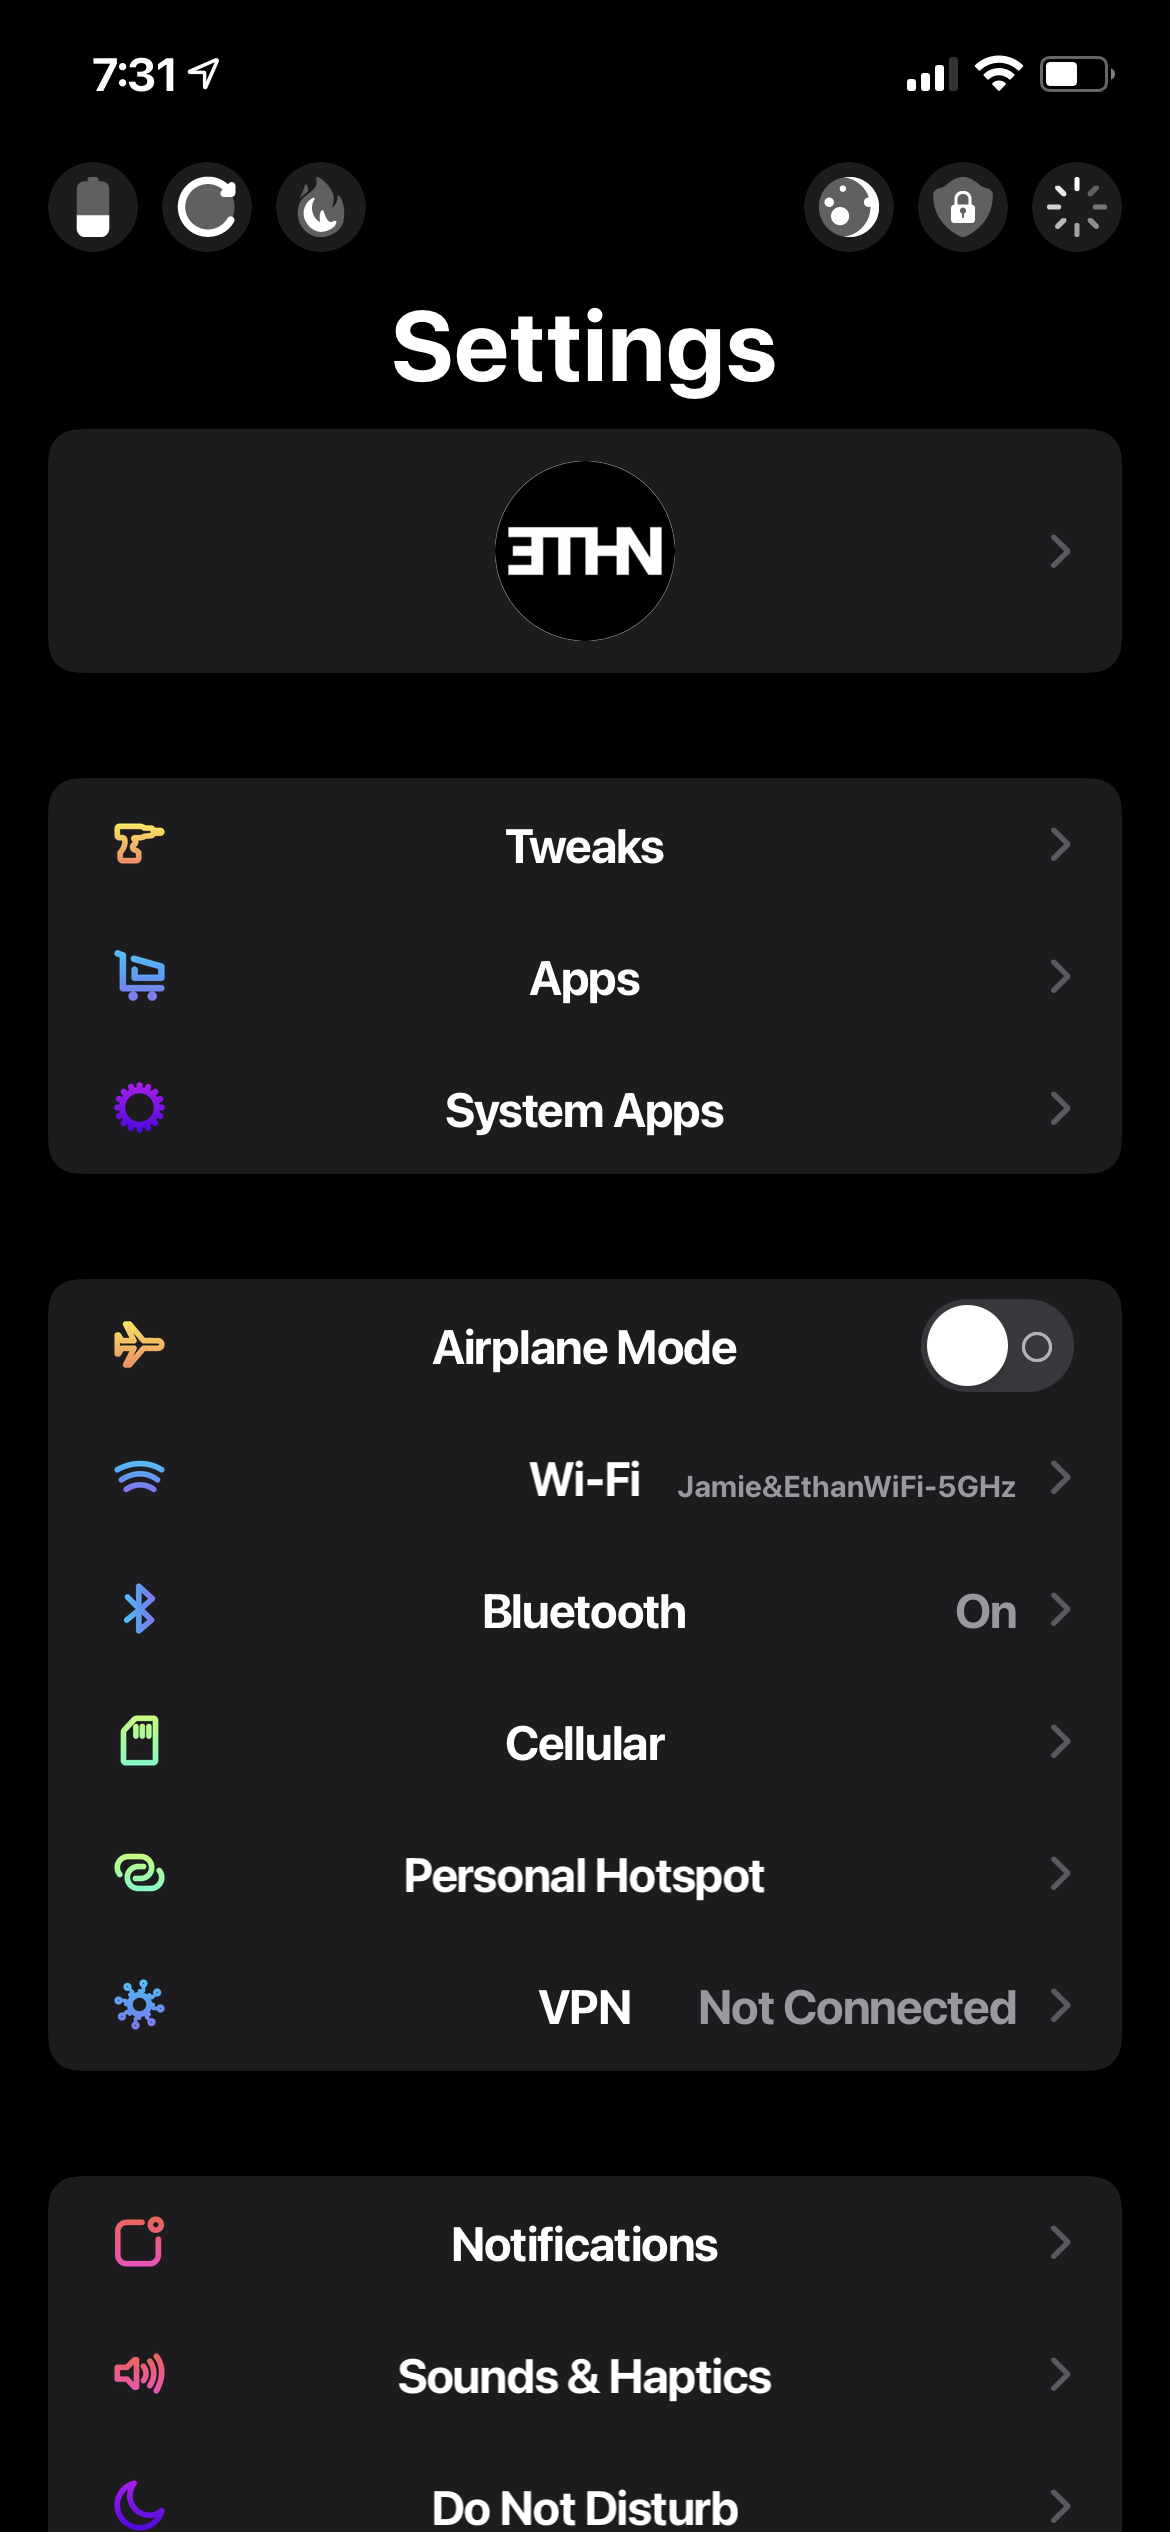 7:31
Settings
ETHN
Tweaks
Apps
System Apps
Airplane Mode
Wi-Fi Jamie&EthanWiFi-5GHz
Bluetooth On
Cellular
Personal Hotspot
VPN Not Connected
Notifications
Sounds & Haptics
Do Not Disturb